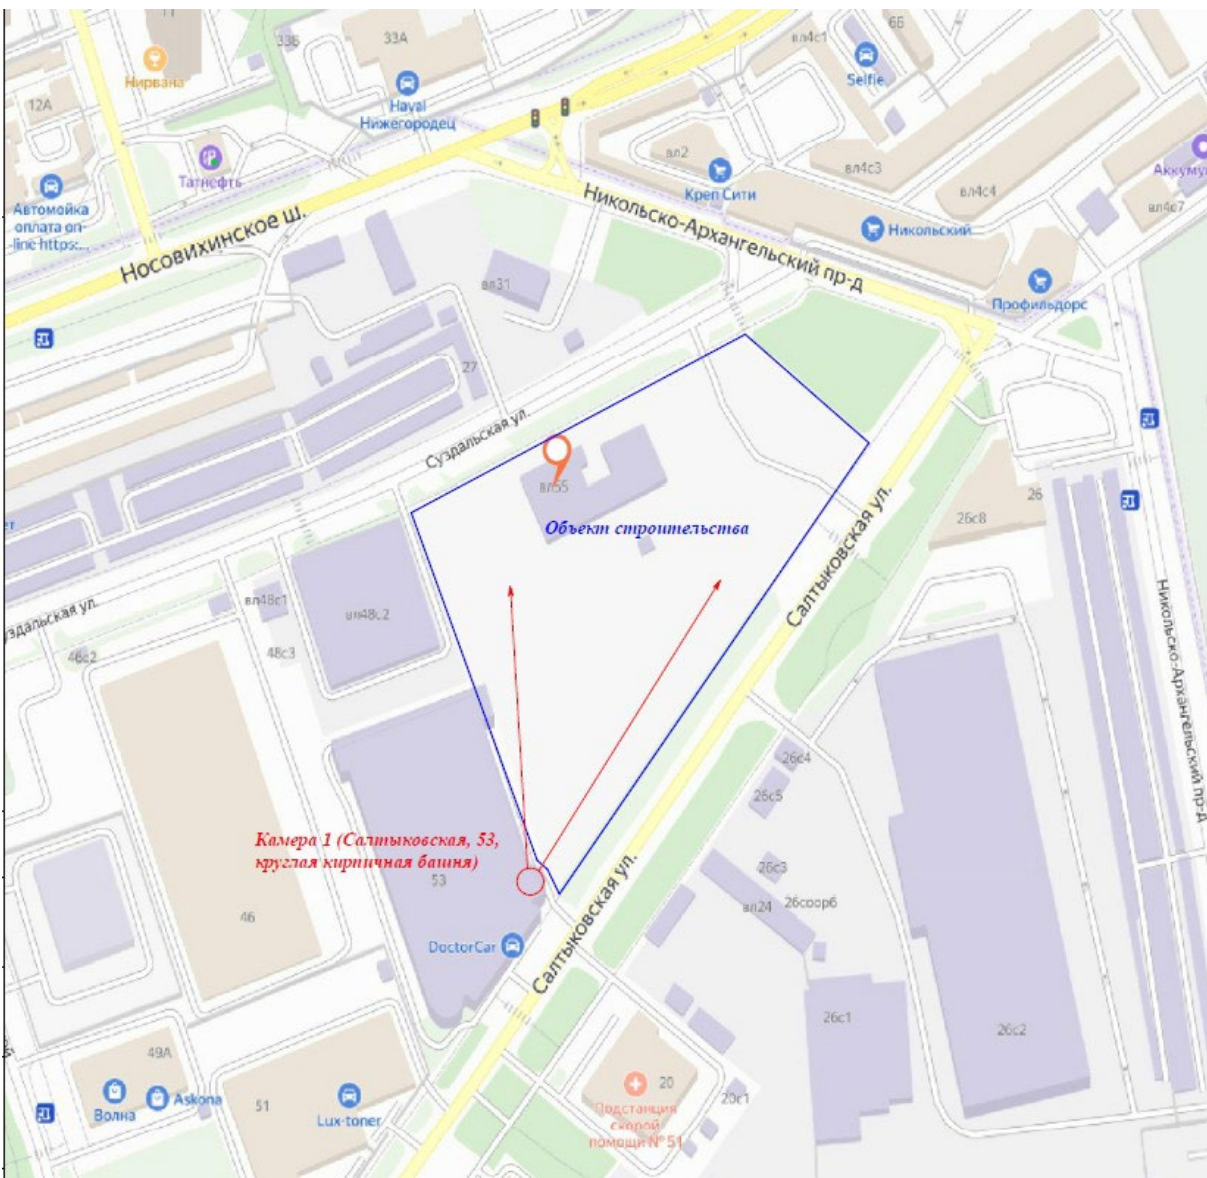 11
33Б
33А
вл4с1
6Б
Нирвана
Haval
Нижегородец
Selfie
12А
Татнефть
вл2
Креп Сити
вл4с3
вл4с4
вл4с7
Автомойка
оплата on-
-line https:...
Носовихинское ш.
Никольско-Архангельский пр-д
Никольский
Профильдорс
вл31
27
Суздальская ул.
вл55
Объект строительства
26
26с8
Салтыковская ул.
вл48с1
вл48с2
48с3
46с2
Никольско-Архангельский пр-д
26с4
26с5
26с3
вл24
26соор6
Камера 1 (Салтыковская, 53,
круглая кирпичная башня)
53
46
DoctorCar
Салтыковская ул.
26с1
26с2
49А
Волна
Askona
51
Lux-toner
20
20с1
Подстанция
скорой
помощи № 51